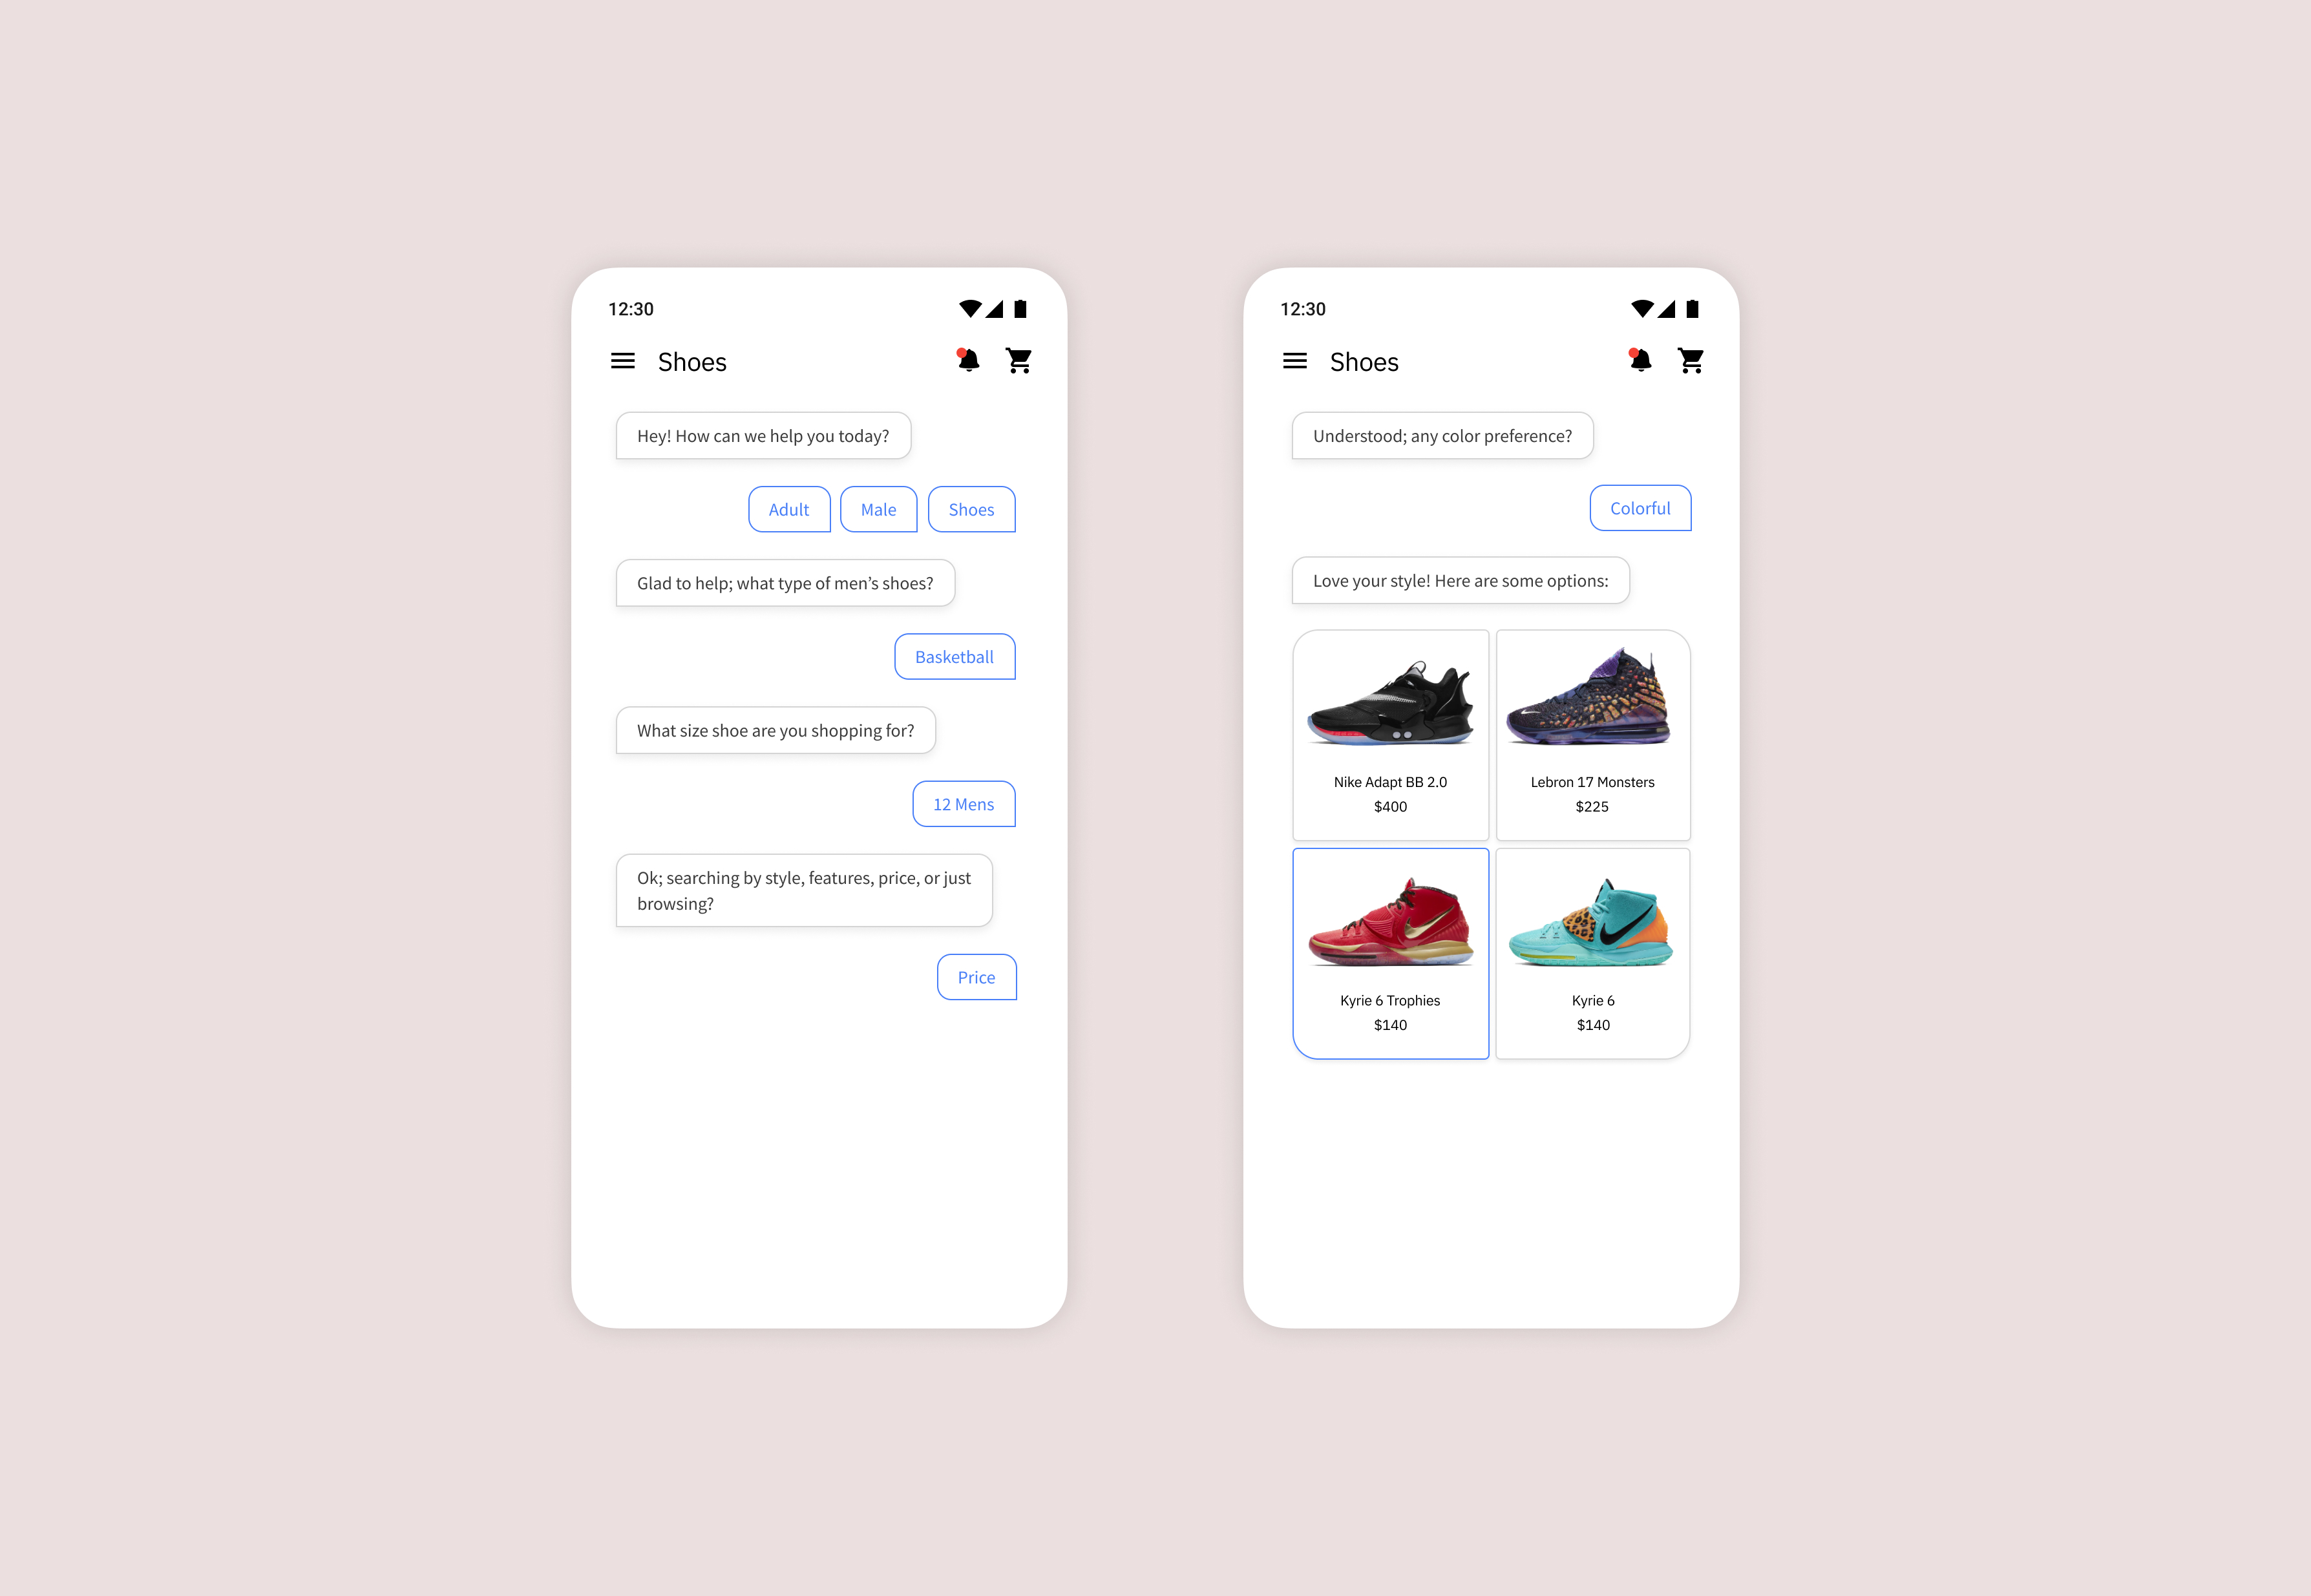 12:30
Shoes
Hey! How can we help you today?
Adult Male Shoes
Glad to help; what type of men’s shoes?
Basketball
What size shoe are you shopping for?
12 Mens
Ok; searching by style, features, price, or just
browsing?
Price
12:30
Shoes
Understood; any color preference?
Colorful
Love your style! Here are some options:
Nike Adapt BB 2.0
$400
Lebron 17 Monsters
$225
Kyrie 6 Trophies
$140
Kyrie 6
$140